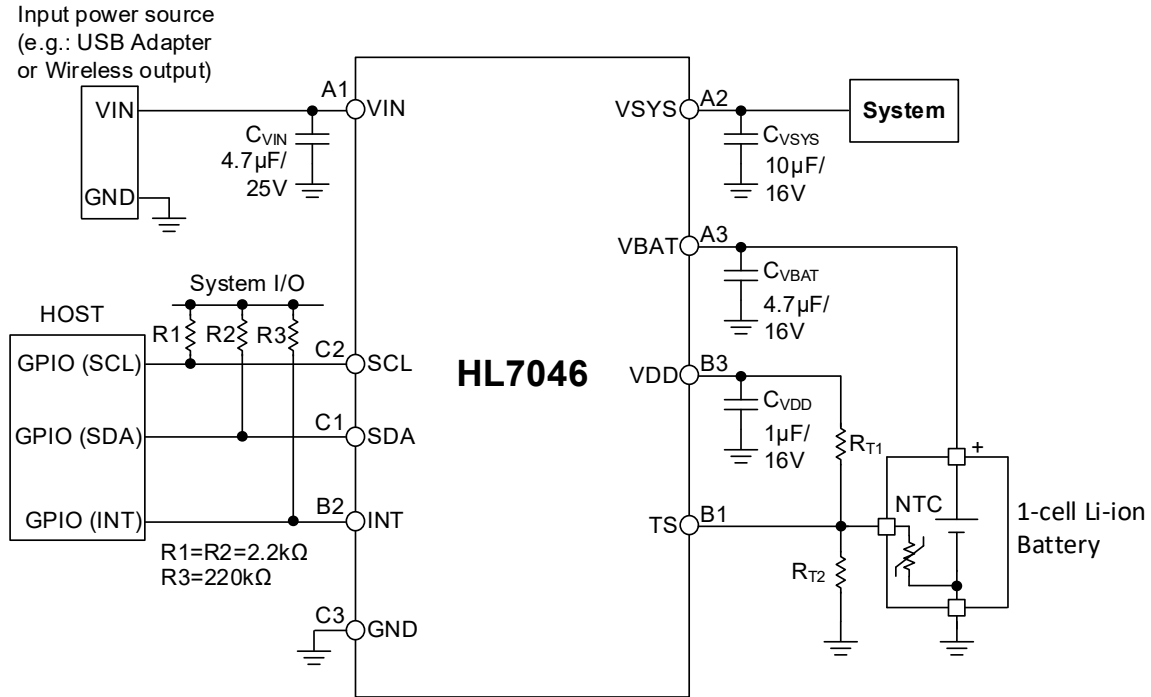 Input power source
(e.g.: USB Adapter
or Wireless output)
VIN
GND
A1
VIN
CVIN
4.7µF/
25V
System I/O
HOST
R1
R2
R3
GPIO (SCL)
C2
SCL
GPIO (SDA)
C1
SDA
GPIO (INT)
B2
INT
R1=R2=2.2kΩ
R3=220kΩ
C3
GND
HL7046
VSYS
A2
System
CVSYS
10µF/
16V
VBAT
A3
CVBAT
4.7µF/
16V
VDD
B3
CVDD
1µF/
16V
RT1
TS
B1
RT2
NTC
+
1-cell Li-ion
Battery